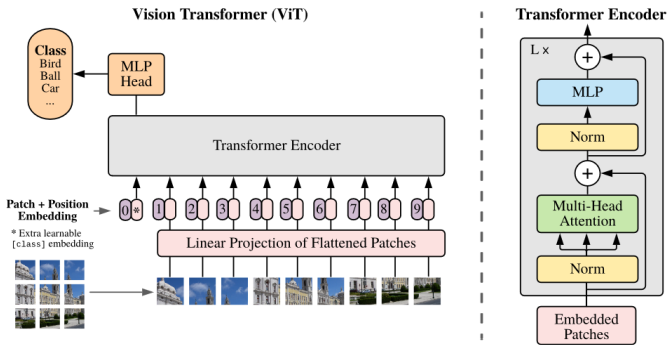 Vision Transformer (ViT)
Class
Bird
Ball
Car
...
MLP
Head
Transformer Encoder
Patch + Position
Embedding
* Extra learnable
[class] embedding
0 * 1 2 3 4 5 6 7 8 9
Linear Projection of Flattened Patches
Transformer Encoder
L x
+
MLP
Norm
+
Multi-Head
Attention
Norm
Embedded
Patches